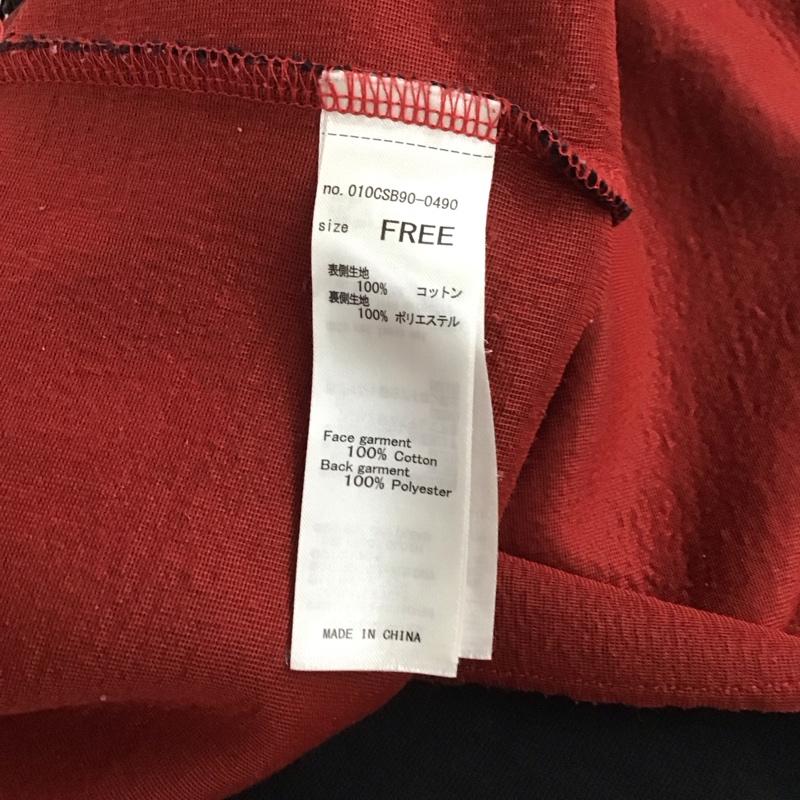 no. 010CSB90-0490
size FREE
表側生地
100% コットン
裏側生地
100% ポリエステル
Face garment
100% Cotton
Back garment
100% Polyester
MADE IN CHINA